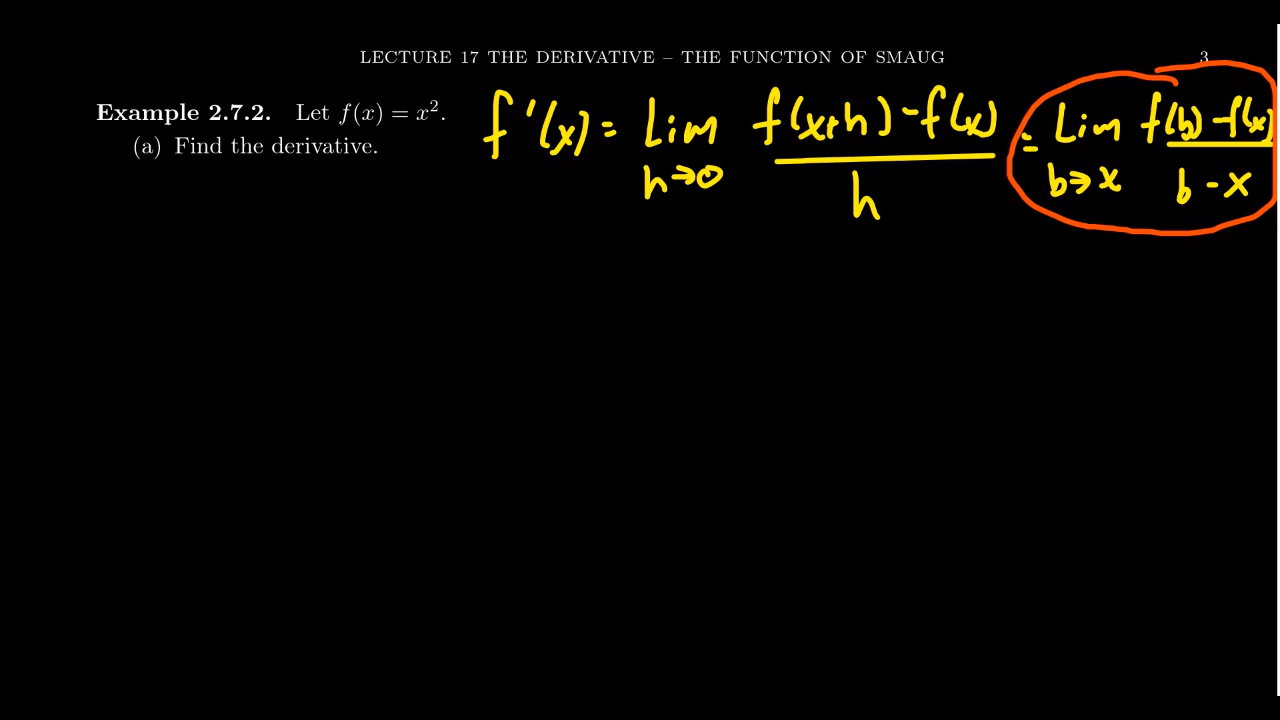 LECTURE 17 THE DERIVATIVE – THE FUNCTION OF SMAUG 3
Example 2.7.2. Let f(x) = x².
(a) Find the derivative.
f'(x) = Lim f(x+h) - f(x) = Lim f(b) - f(x)
h→0 h b→x b - x